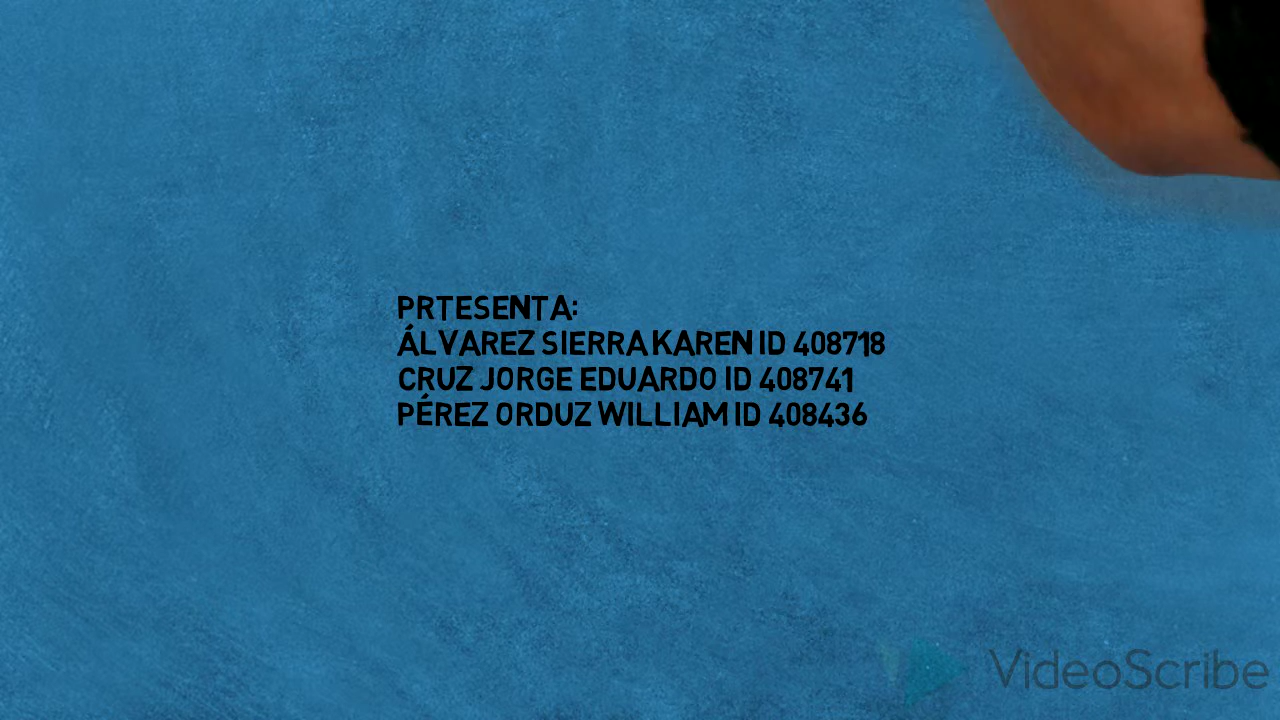 PRTESENTA:
ÁLVAREZ SIERRA KAREN ID 408718
CRUZ JORGE EDUARDO ID 408741
PÉREZ ORDUZ WILLIAM ID 408436
VideoScribe